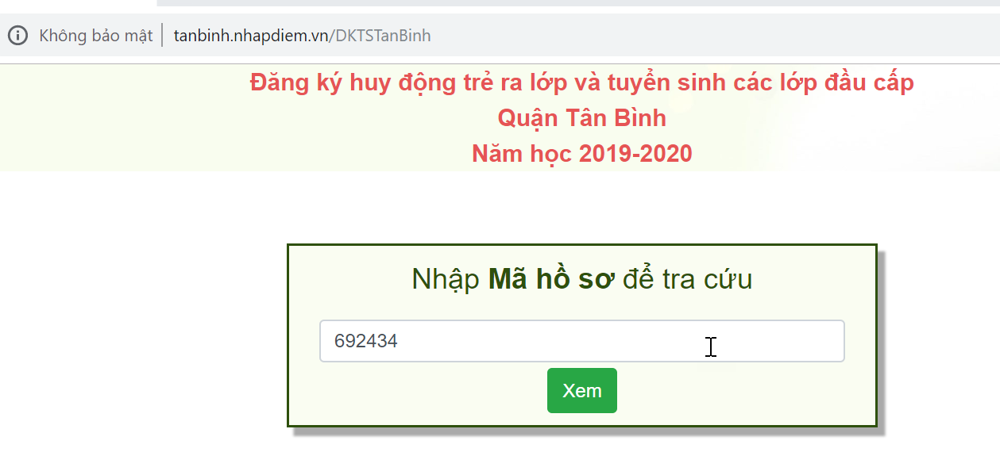 Không bảo mật tanbinh.nhapdiem.vn/DKTSTanBinh
Đăng ký huy động trẻ ra lớp và tuyển sinh các lớp đầu cấp
Quận Tân Bình
Năm học 2019-2020
Nhập Mã hồ sơ để tra cứu
692434
Xem